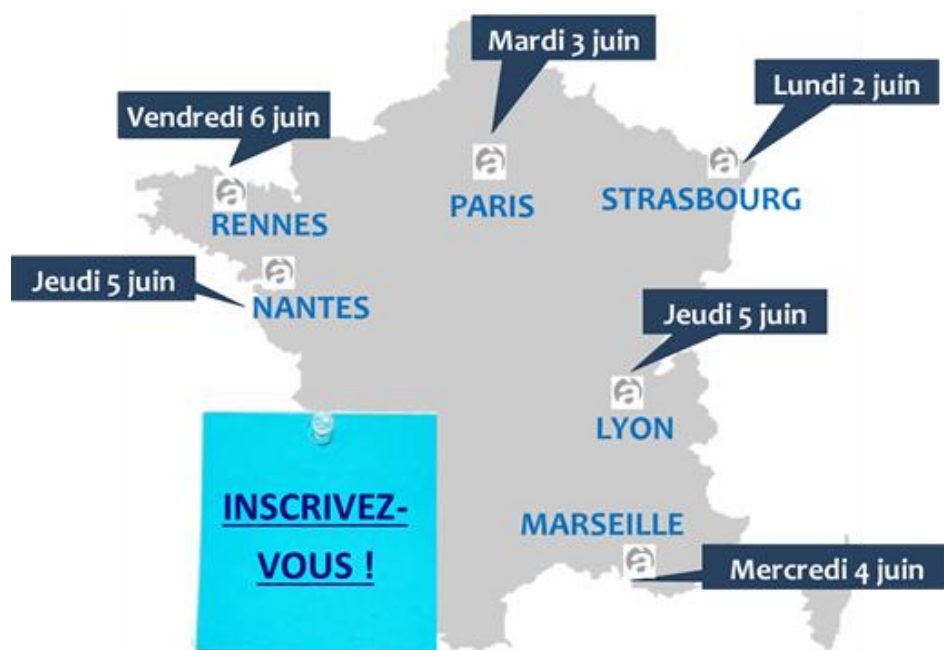 Mardi 3 juin
Lundi 2 juin
Vendredi 6 juin
PARIS
STRASBOURG
RENNES
Jeudi 5 juin
NANTES
Jeudi 5 juin
LYON
INSCRIVEZ-
VOUS !
MARSEILLE
Mercredi 4 juin